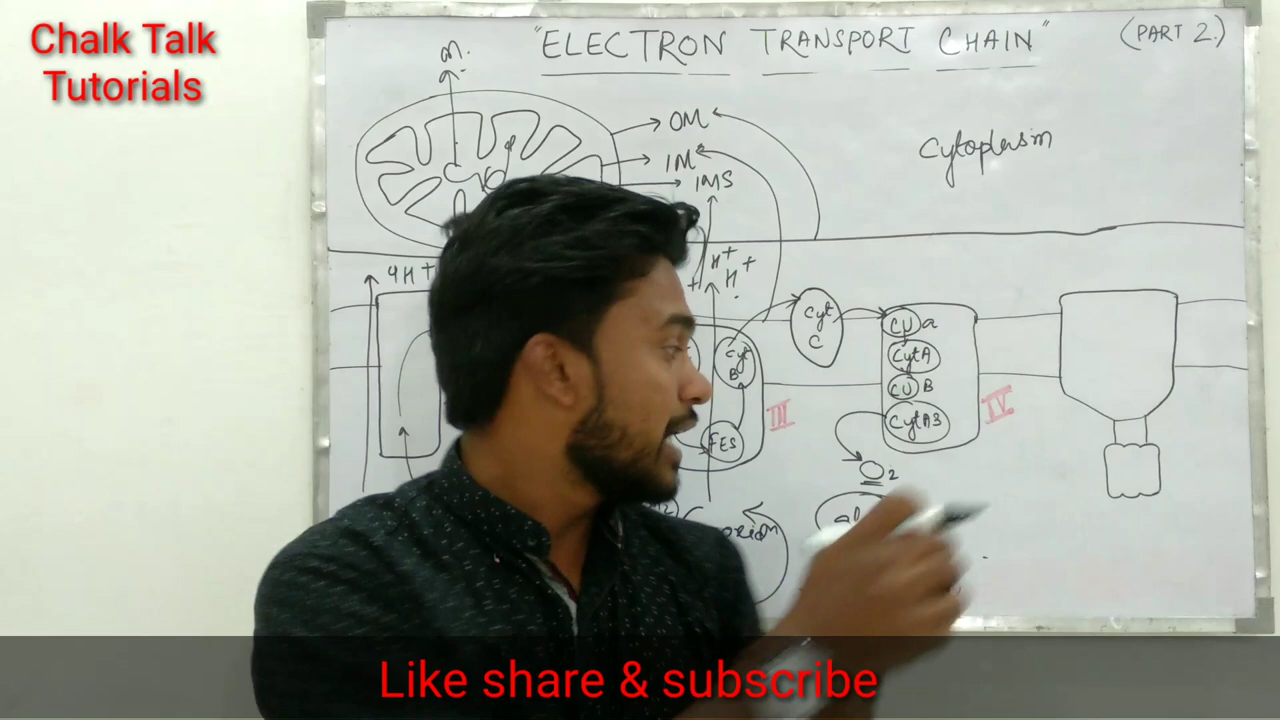 Chalk Talk
Tutorials
"ELECTRON TRANSPORT CHAIN"
(PART 2.)
m.
OM
IM
IMS
Cytoplasm
4H+
H+
H+
+
Cyt
B
FES
III
Cyt
C
CU a
CytA
CU B
CytA3
IV
O2
Like share & subscribe